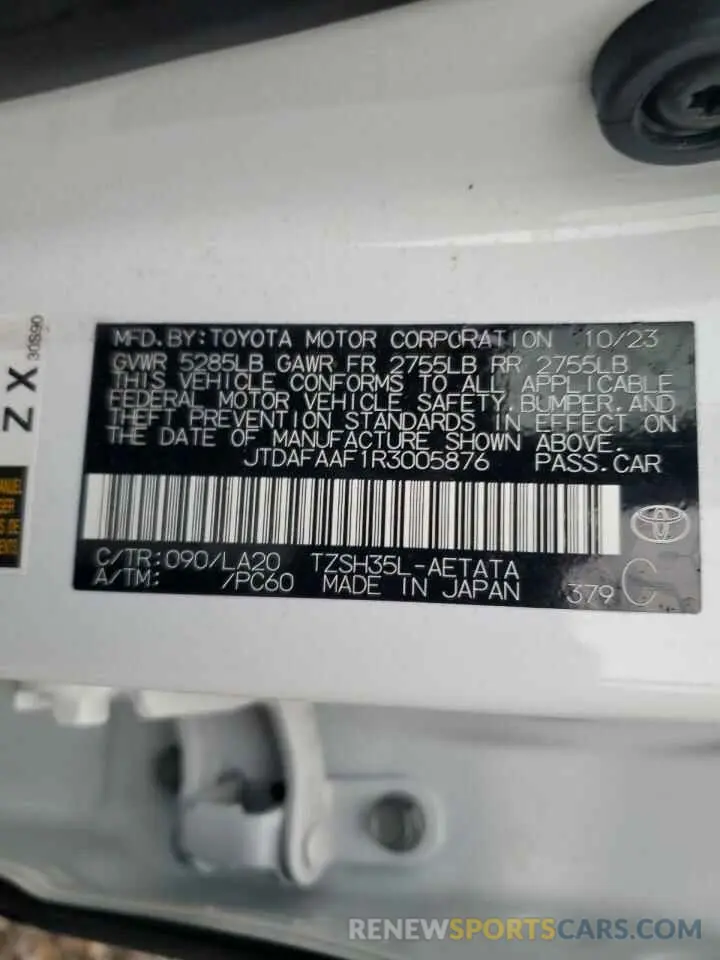 MFD.BY:TOYOTA MOTOR CORPORATION 10/23
GVWR 5285LB GAWR FR 2755LB RR 2755LB
THIS VEHICLE CONFORMS TO ALL APPLICABLE
FEDERAL MOTOR VEHICLE SAFETY,BUMPER,AND
THEFT PREVENTION STANDARDS IN EFFECT ON
THE DATE OF MANUFACTURE SHOWN ABOVE.
JTDAFAAF1R3005876 PASS.CAR
C/TR:090/LA20 TZSH35L-AETATA
A/TM: /PC60 MADE IN JAPAN 379 C
ZX
30S90
MANUEL
RENEWSPORTSCARS.COM